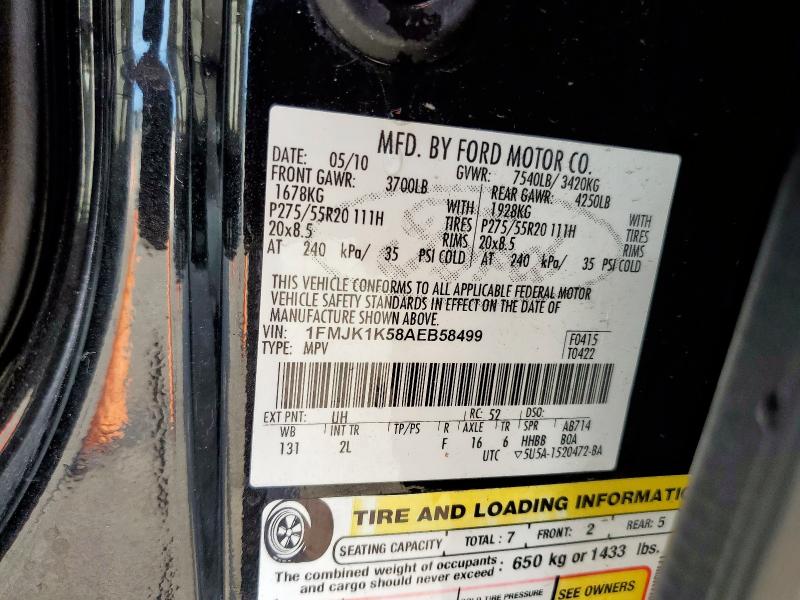 MFD. BY FORD MOTOR CO.
DATE: 05/10 GVWR: 7540LB/ 3420KG
FRONT GAWR: 3700LB REAR GAWR: 4250LB
1678KG WITH 1928KG WITH
P275/55R20 111H TIRES P275/55R20 111H TIRES
20x8.5 RIMS 20x8.5 RIMS
AT 240 kPa/ 35 PSI COLD AT 240 kPa/ 35 PSI COLD
THIS VEHICLE CONFORMS TO ALL APPLICABLE FEDERAL MOTOR
VEHICLE SAFETY STANDARDS IN EFFECT ON THE DATE OF
MANUFACTURE SHOWN ABOVE.
VIN: 1FMJK1K58AEB58499 F0415
TYPE: MPV T0422
EXT PNT: UH RC: 52 DSO:
WB INT TR TP/PS R AXLE TR SPR AB714
131 2L F 16 6 HHBB BOA
UTC ▽5U5A-1520472-BA
TIRE AND LOADING INFORMATIO
SEATING CAPACITY TOTAL: 7 FRONT: 2 REAR: 5
The combined weight of occupants
and cargo should never exceed : 650 kg or 1433 lbs.
COLD TIRE PRESSURE SEE OWNERS